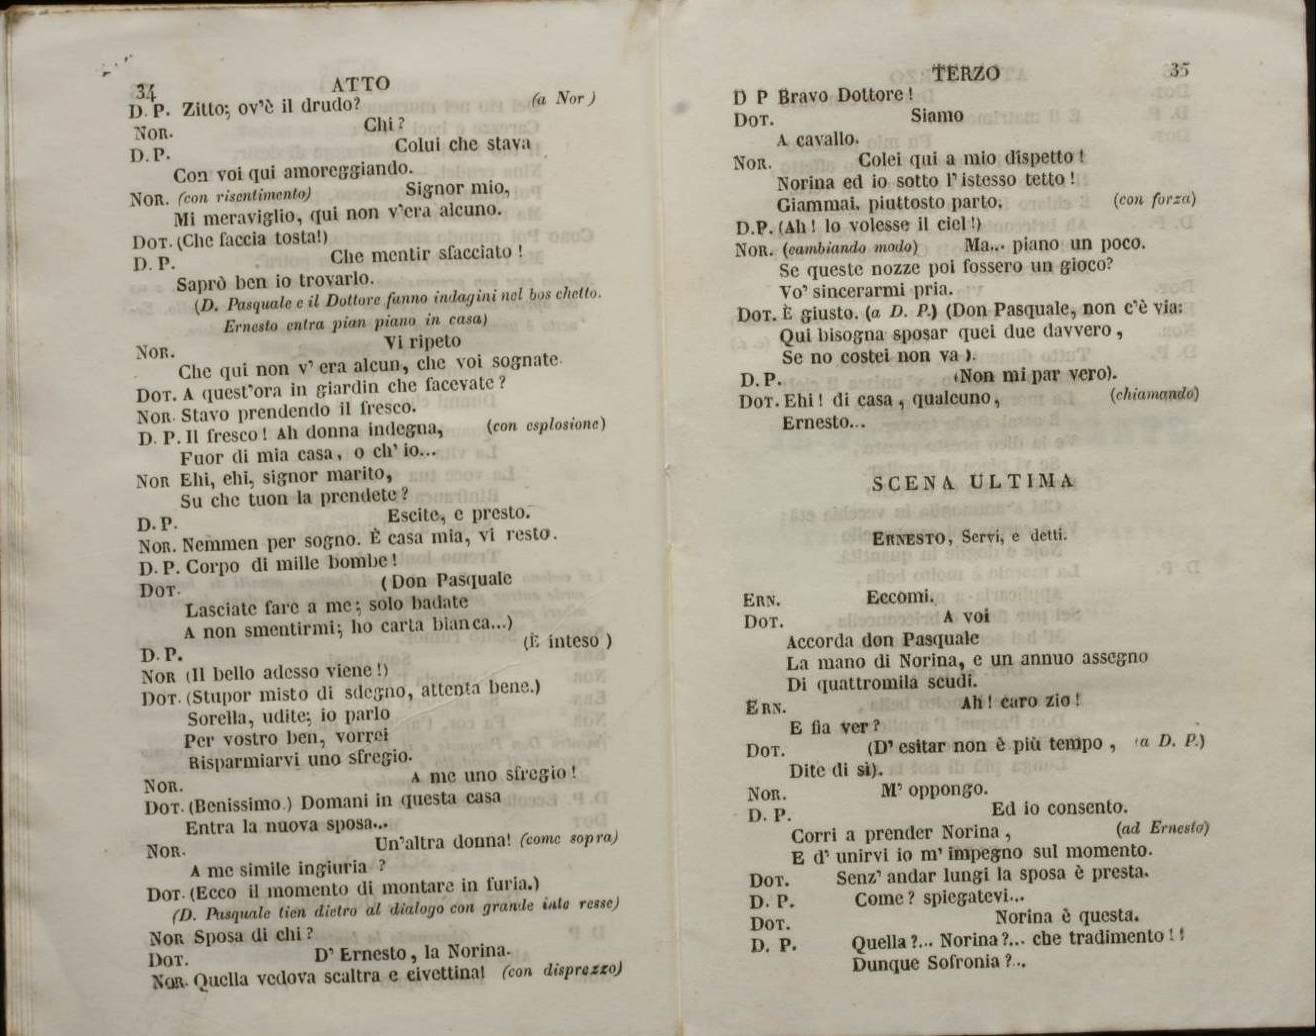 34
ATTO
D. P. Zitto; ov'è il drudo? (a Nor)
NOR. Chi?
D. P. Colui che stava
Con voi qui amoreggiando.
NOR. (con risentimento) Signor mio,
Mi meraviglio, qui non v'era alcuno.
DOT. (Che faccia tosta!)
D. P. Che mentir sfacciato!
Saprò ben io trovarlo.
(D. Pasquale e il Dottore fanno indagini nel bos chetto.
Ernesto entra pian piano in casa)
NOR. Vi ripeto
Che qui non v'era alcun, che voi sognate.
DOT. A quest'ora in giardin che facevate?
NOR. Stavo prendendo il fresco.
D. P. Il fresco! Ah donna indegna, (con esplosione)
Fuor di mia casa, o ch'io...
NOR Ehi, ehi, signor marito,
Su che tuon la prendete?
D. P. Escite, e presto.
NOR. Nemmen per sogno. È casa mia, vi resto.
D. P. Corpo di mille bombe!
DOT. (Don Pasquale
Lasciate fare a me; solo badate
A non smentirmi; ho carta bianca...)
D. P. (È inteso)
NOR (Il bello adesso viene!)
DOT. (Stupor misto di sdegno, attenta bene.)
Sorella, udite; io parlo
Per vostro ben, vorrei
Risparmiarvi uno sfregio.
NOR. A me uno sfregio!
DOT. (Benissimo.) Domani in questa casa
Entra la nuova sposa...
NOR. Un'altra donna! (come sopra)
A me simile ingiuria?
DOT. (Ecco il momento di montare in furia.)
(D. Pasquale tien dietro al dialogo con grande inte resse)
NOR Sposa di chi?
DOT. D'Ernesto, la Norina.
NOR. Quella vedova scaltra e civettina! (con disprezzo)
TERZO
35
D P Bravo Dottore!
DOT. Siamo
A cavallo.
NOR. Colei qui a mio dispetto!
Norina ed io sotto l'istesso tetto!
Giammai, piuttosto parto. (con forza)
D. P. (Ah! lo volesse il ciel!)
NOR. (cambiando modo) Ma... piano un poco.
Se queste nozze poi fossero un gioco?
Vo' sincerarmi pria.
DOT. È giusto. (a D. P.) (Don Pasquale, non c'è via:
Qui bisogna sposar quei due davvero,
Se no costei non va).
D. P. (Non mi par vero).
DOT. Ehi! di casa, qualcuno, (chiamando)
Ernesto...
SCENA ULTIMA
ERNESTO, Servi, e detti.
ERN. Eccomi.
DOT. A voi
Accorda don Pasquale
La mano di Norina, e un annuo assegno
Di quattromila scudi.
ERN. Ah! caro zio!
E fia ver?
DOT. (D'esitar non è più tempo, (a D. P.)
Dite di sì).
NOR. M'oppongo.
D. P. Ed io consento.
Corri a prender Norina, (ad Ernesto)
E d'unirvi io m'impegno sul momento.
DOT. Senz'andar lungi la sposa è presta.
D. P. Come? spiegatevi...
DOT. Norina è questa.
D. P. Quella?... Norina?... che tradimento!!
Dunque Sofronia?...